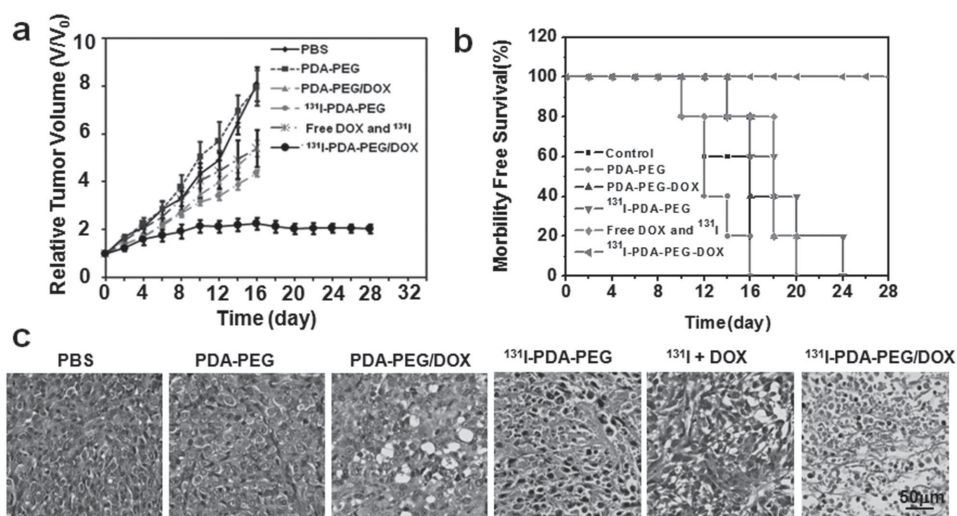 a
Relative Tumor Volume (V/V₀)
10
8
6
4
2
0
0 4 8 12 16 20 24 28 32
Time (day)
PBS
PDA-PEG
PDA-PEG/DOX
¹³¹I-PDA-PEG
Free DOX and ¹³¹I
¹³¹I-PDA-PEG/DOX
b
Morbility Free Survival(%)
120
100
80
60
40
20
0
0 4 8 12 16 20 24 28
Time(day)
Control
PDA-PEG
PDA-PEG-DOX
¹³¹I-PDA-PEG
Free DOX and ¹³¹I
¹³¹I-PDA-PEG-DOX
c
PBS PDA-PEG PDA-PEG/DOX ¹³¹I-PDA-PEG ¹³¹I + DOX ¹³¹I-PDA-PEG/DOX
50µm